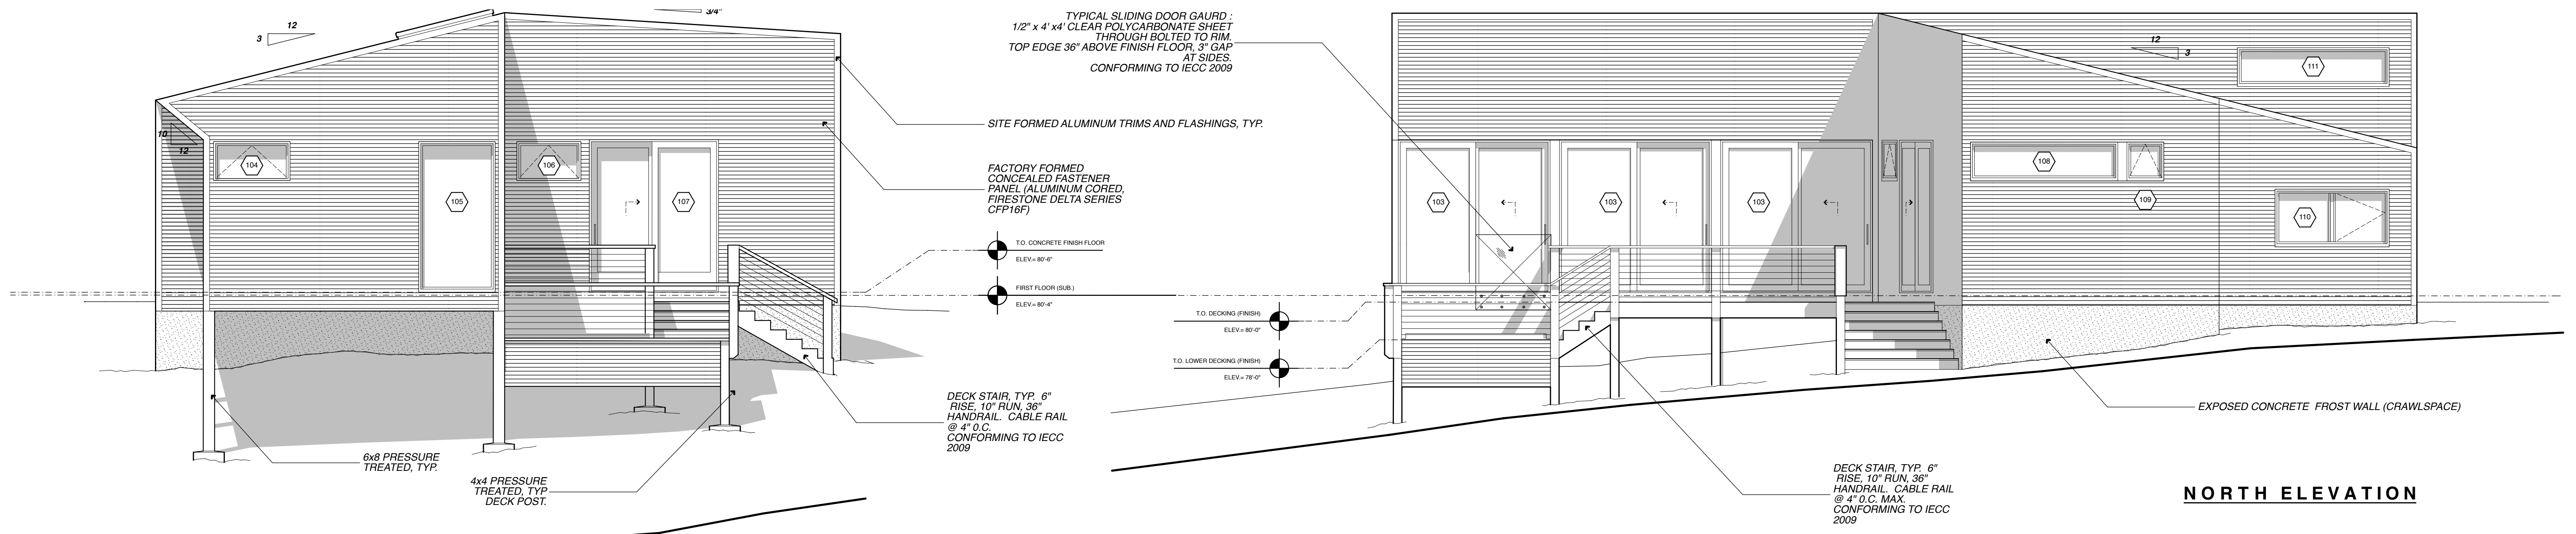 12
3
3/4"
10
12
104
105
106
107
TYPICAL SLIDING DOOR GAURD :
1/2" x 4' x4' CLEAR POLYCARBONATE SHEET
THROUGH BOLTED TO RIM.
TOP EDGE 36" ABOVE FINISH FLOOR, 3" GAP
AT SIDES.
CONFORMING TO IECC 2009
SITE FORMED ALUMINUM TRIMS AND FLASHINGS, TYP.
FACTORY FORMED
CONCEALED FASTENER
PANEL (ALUMINUM CORED,
FIRESTONE DELTA SERIES
CFP16F)
T.O. CONCRETE FINISH FLOOR
ELEV.= 80'-6"
FIRST FLOOR (SUB.)
ELEV.= 80'-4"
T.O. DECKING (FINISH)
ELEV.= 80'-0"
T.O. LOWER DECKING (FINISH)
ELEV.= 78'-0"
DECK STAIR, TYP. 6"
RISE, 10" RUN, 36"
HANDRAIL. CABLE RAIL
@ 4" 0.C.
CONFORMING TO IECC
2009
6x8 PRESSURE
TREATED, TYP.
4x4 PRESSURE
TREATED, TYP
DECK POST.
12
3
111
103
103
103
108
109
110
EXPOSED CONCRETE FROST WALL (CRAWLSPACE)
DECK STAIR, TYP. 6"
RISE, 10" RUN, 36"
HANDRAIL. CABLE RAIL
@ 4" 0.C. MAX.
CONFORMING TO IECC
2009
NORTH ELEVATION